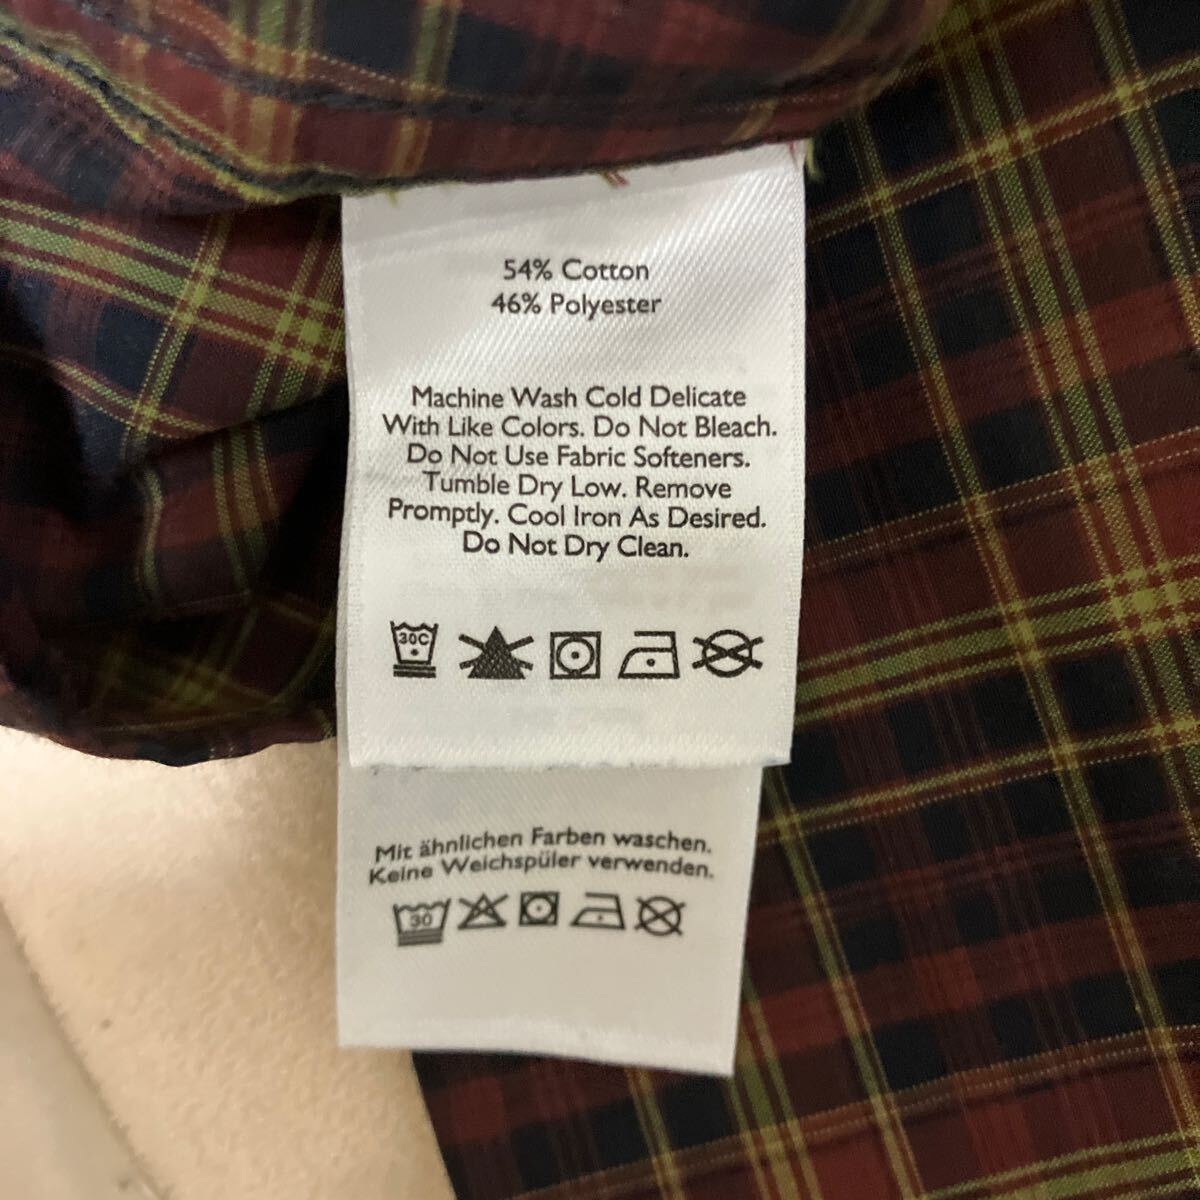 54% Cotton
46% Polyester
Machine Wash Cold Delicate
With Like Colors. Do Not Bleach.
Do Not Use Fabric Softeners.
Tumble Dry Low. Remove
Promptly. Cool Iron As Desired.
Do Not Dry Clean.
30C
Mit ähnlichen Farben waschen.
Keine Weichspüler verwenden.
30